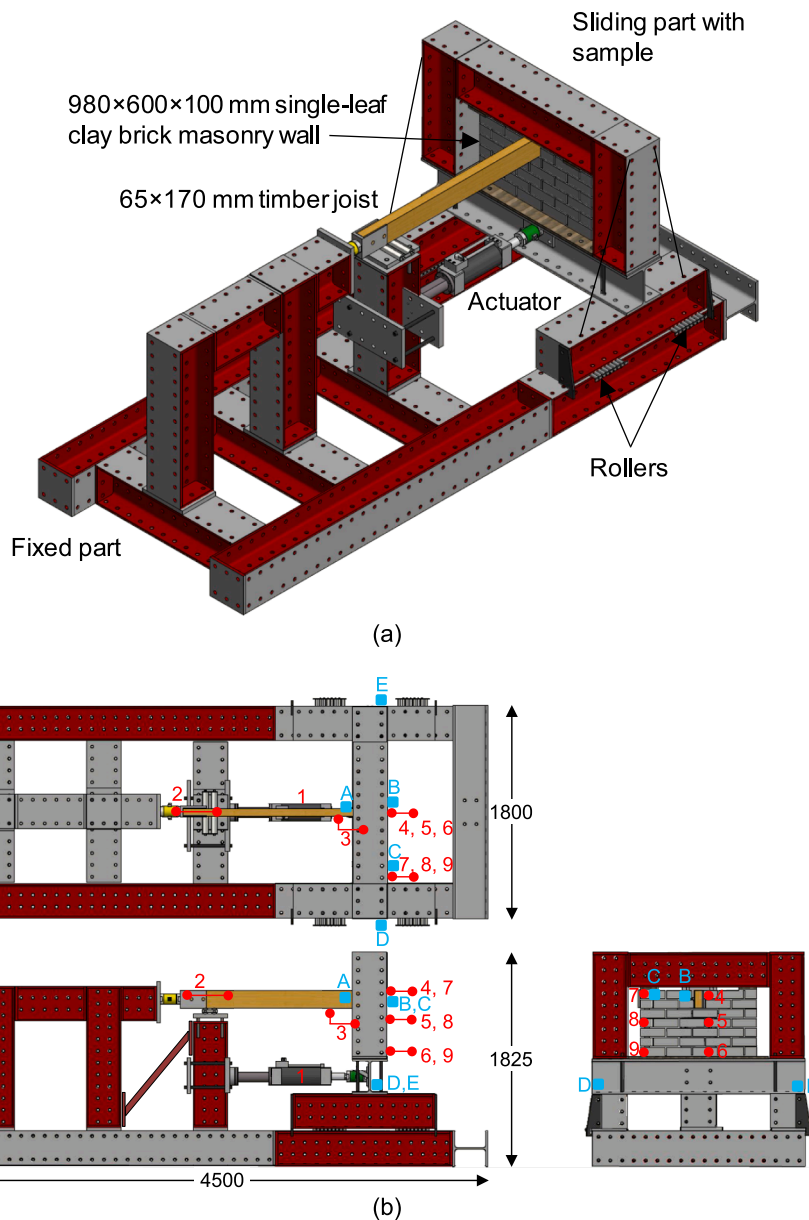 Sliding part with
sample
980×600×100 mm single-leaf
clay brick masonry wall
65×170 mm timber joist
Actuator
Rollers
Fixed part
(a)
E
2
1
A
B
4, 5, 6
3
C
7, 8, 9
D
1800
2
A
4, 7
B,C
3
5, 8
6, 9
1
D,E
1825
7
C
B
4
8
5
9
6
D
4500
(b)